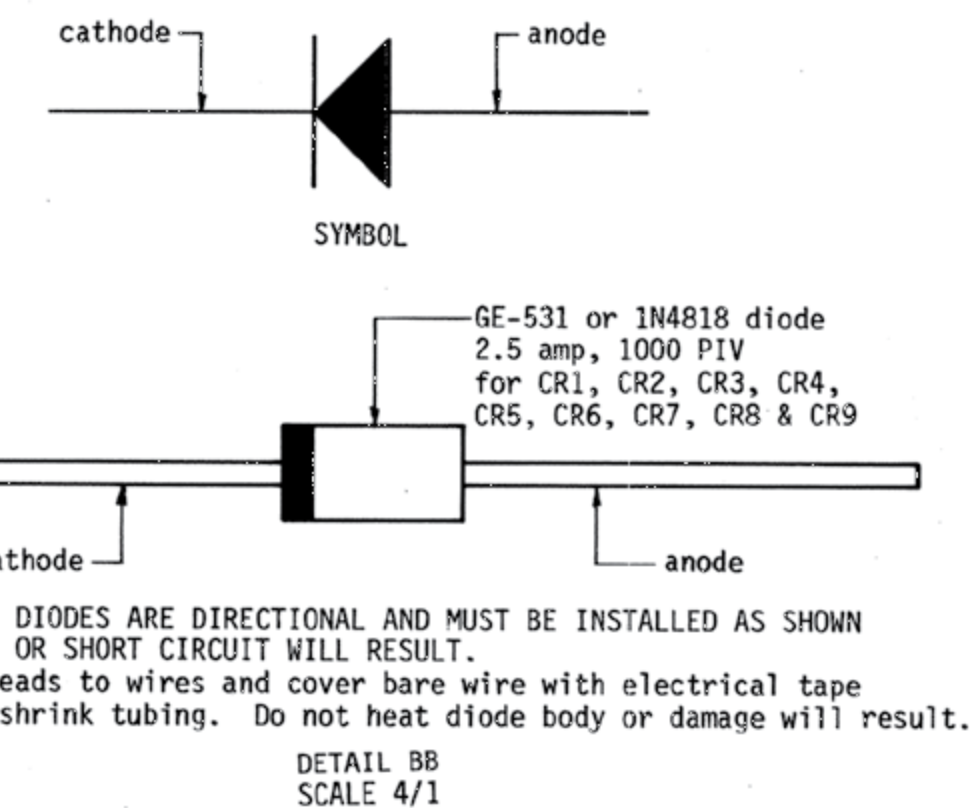 cathode
anode
SYMBOL
GE-531 or 1N4818 diode
2.5 amp, 1000 PIV
for CR1, CR2, CR3, CR4,
CR5, CR6, CR7, CR8 & CR9
athode
anode
DIODES ARE DIRECTIONAL AND MUST BE INSTALLED AS SHOWN
OR SHORT CIRCUIT WILL RESULT.
eads to wires and cover bare wire with electrical tape
shrink tubing. Do not heat diode body or damage will result.
DETAIL BB
SCALE 4/1